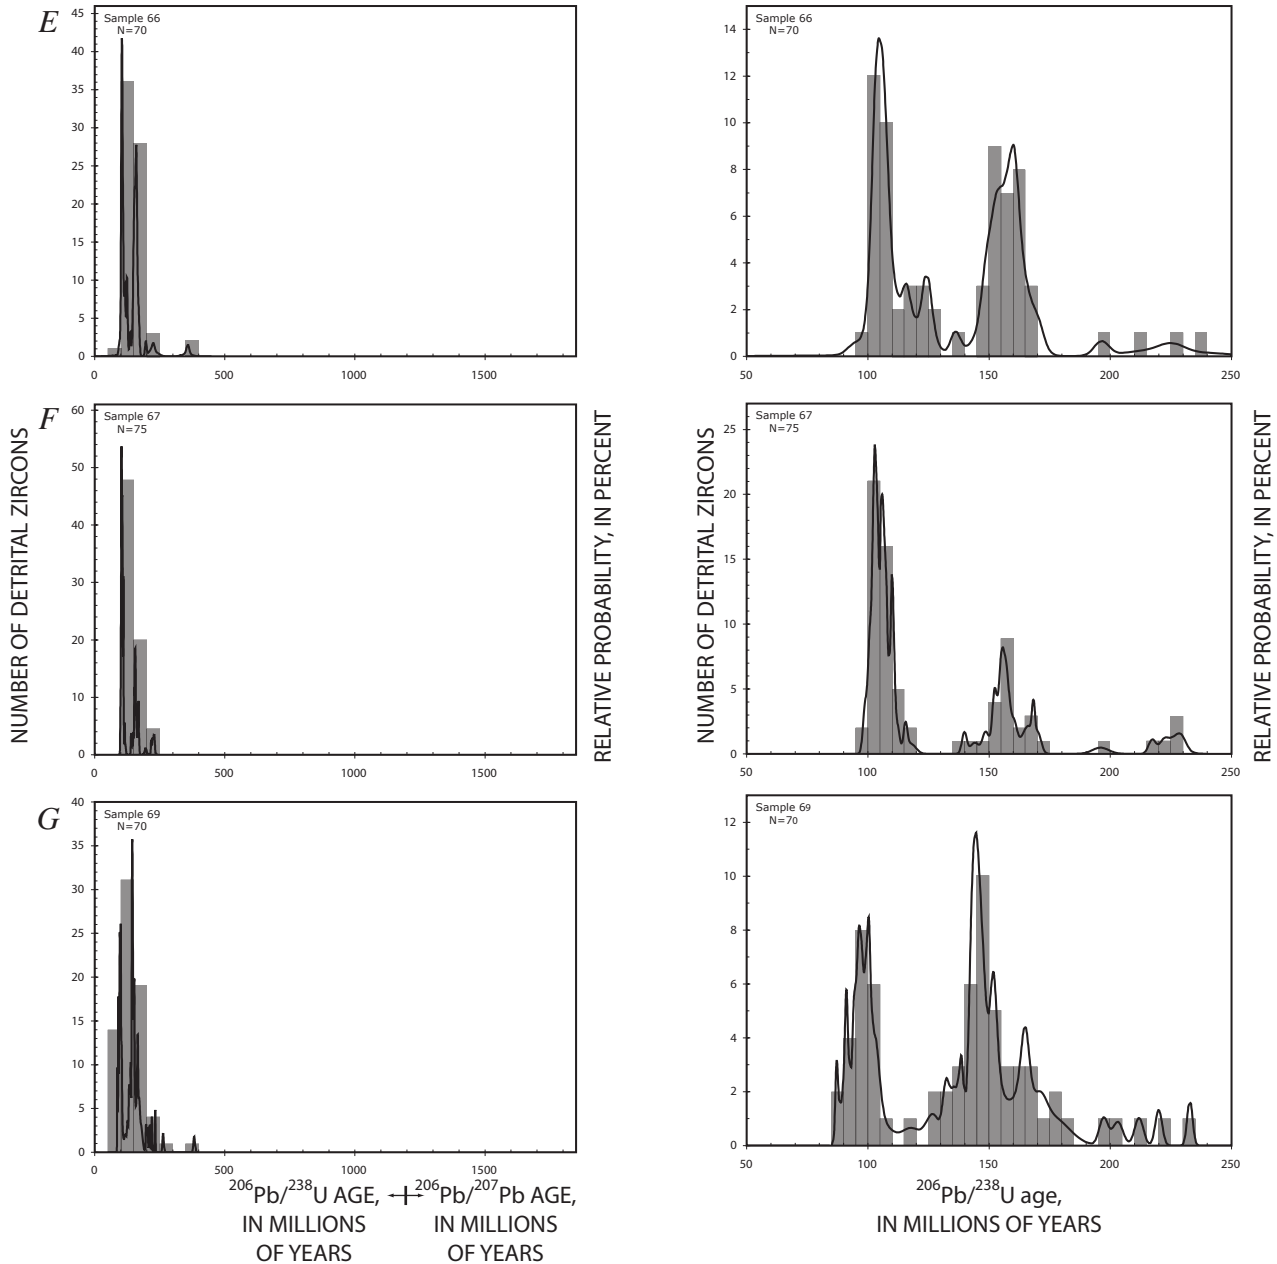 E
Sample 66
N=70
45
40
35
30
25
20
15
10
5
0
0 500 1000 1500
Sample 66
N=70
14
12
10
8
6
4
2
0
50 100 150 200 250
F
Sample 67
N=75
60
50
40
30
20
10
0
0 500 1000 1500
NUMBER OF DETRITAL ZIRCONS
RELATIVE PROBABILITY, IN PERCENT
Sample 67
N=75
25
20
15
10
5
0
50 100 150 200 250
NUMBER OF DETRITAL ZIRCONS
RELATIVE PROBABILITY, IN PERCENT
G
Sample 69
N=70
40
35
30
25
20
15
10
5
0
0 500 1000 1500
206Pb/238U AGE, 206Pb/207Pb AGE,
IN MILLIONS IN MILLIONS
OF YEARS OF YEARS
Sample 69
N=70
12
10
8
6
4
2
0
50 100 150 200 250
206Pb/238U age,
IN MILLIONS OF YEARS